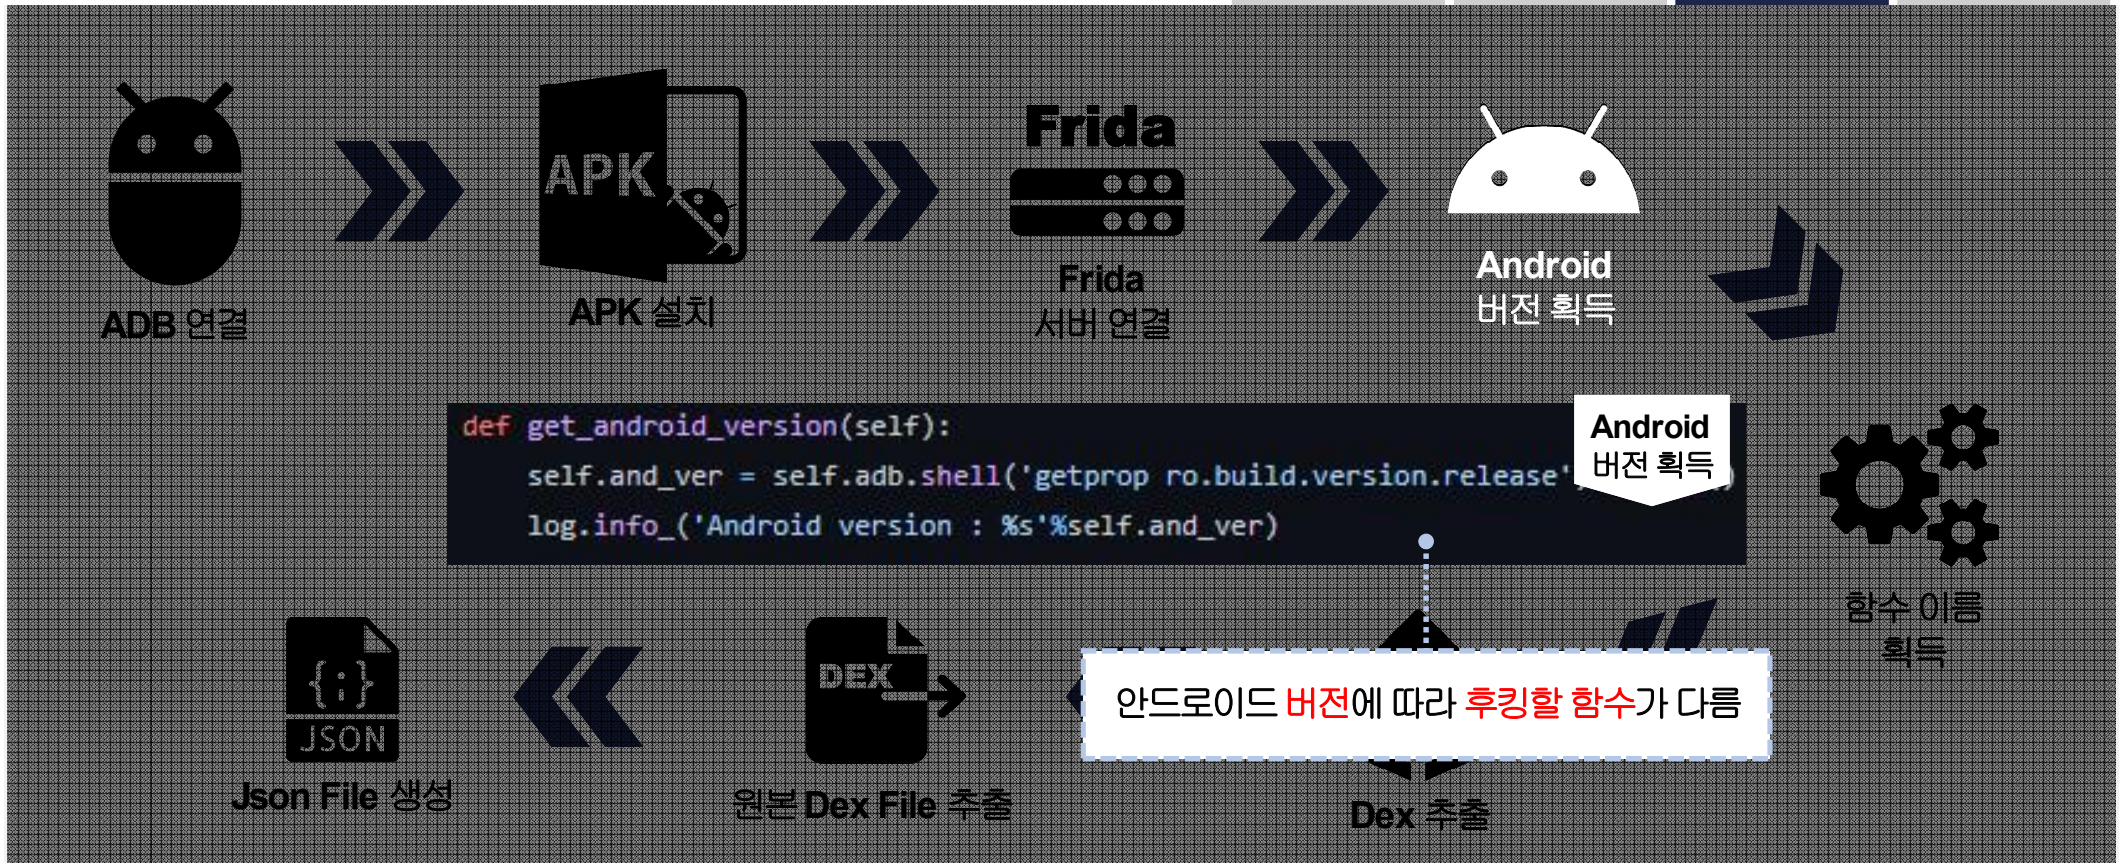 APK
Frida
ADB 연결
APK 설치
Frida
서버 연결
Android
버전 획득
def get_android_version(self):
self.and_ver = self.adb.shell('getprop ro.build.version.release'
log.info_('Android version : %s'%self.and_ver)
Android
버전 획득
함수 이름
획득
안드로이드 버전에 따라 후킹할 함수가 다름
{:}
JSON
DEX
Json File 생성
원본 Dex File 추출
Dex 추출